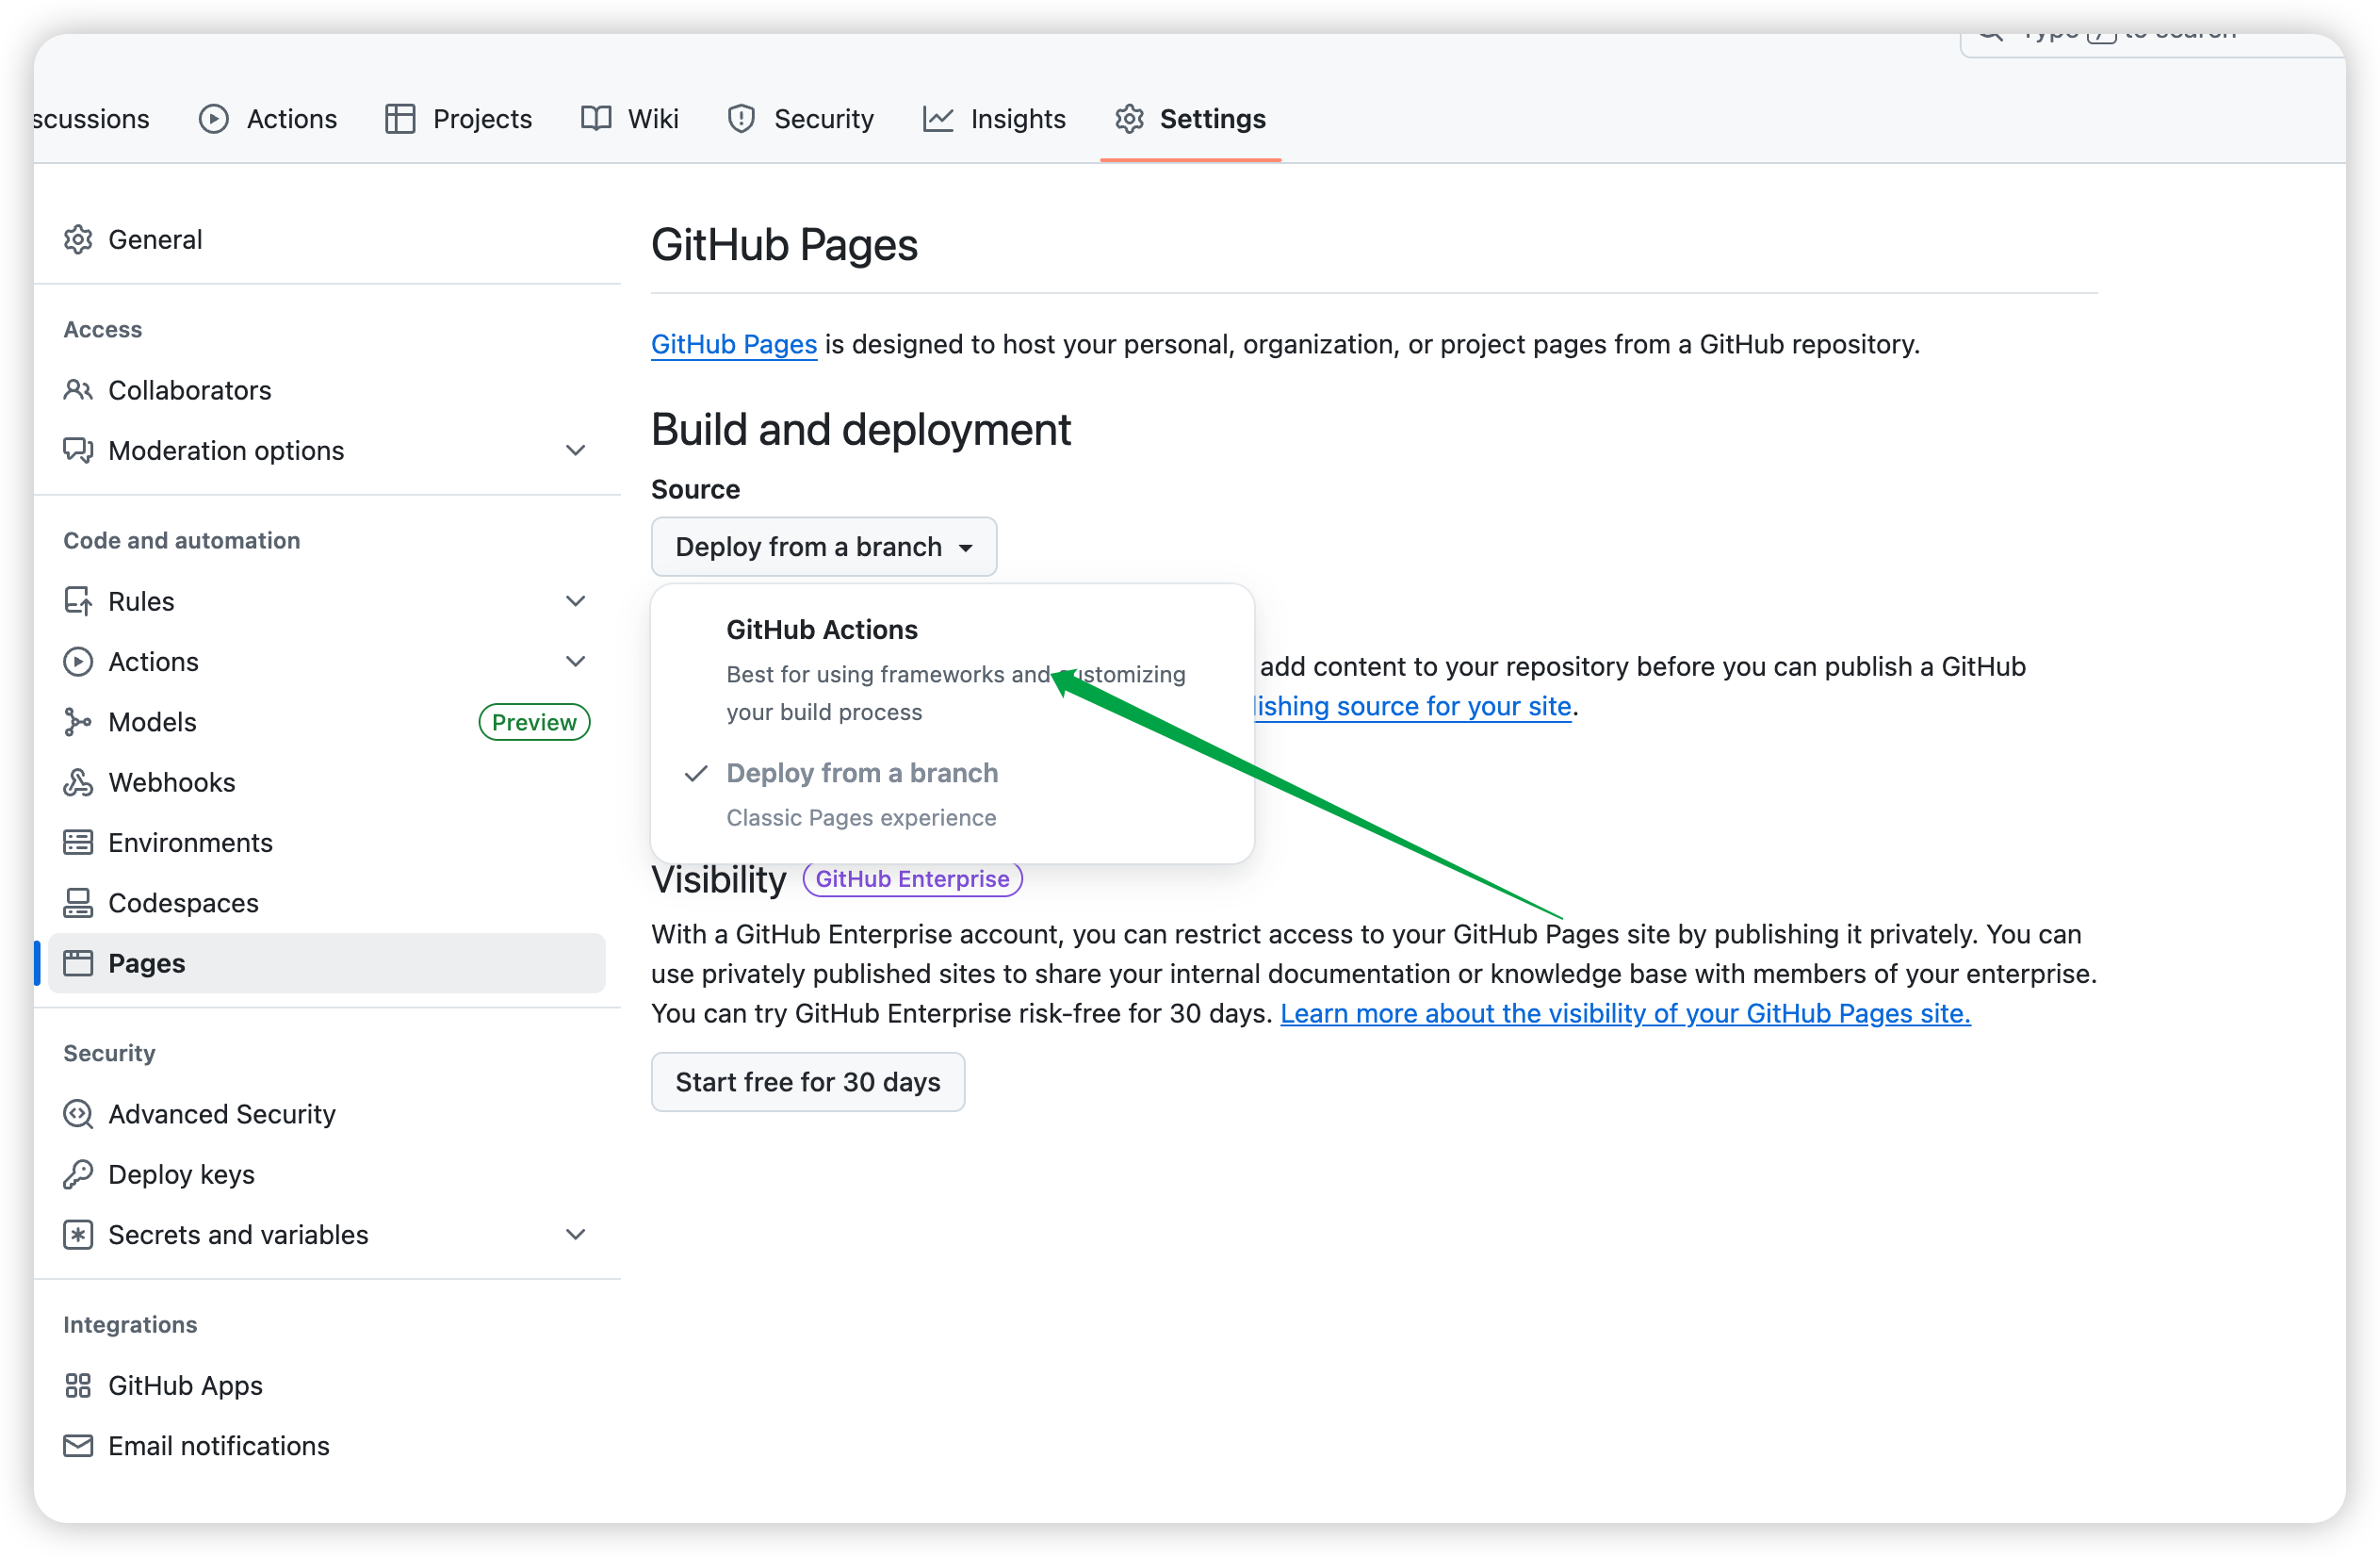 Type / to search
scussions
Actions
Projects
Wiki
Security
Insights
Settings
General
Access
Collaborators
Moderation options
Code and automation
Rules
Actions
Models
Preview
Webhooks
Environments
Codespaces
Pages
Security
Advanced Security
Deploy keys
Secrets and variables
Integrations
GitHub Apps
Email notifications
GitHub Pages
GitHub Pages is designed to host your personal, organization, or project pages from a GitHub repository.
Build and deployment
Source
Deploy from a branch
GitHub Actions
Best for using frameworks and customizing
your build process
Deploy from a branch
Classic Pages experience
add content to your repository before you can publish a GitHub
lishing source for your site.
Visibility
GitHub Enterprise
With a GitHub Enterprise account, you can restrict access to your GitHub Pages site by publishing it privately. You can
use privately published sites to share your internal documentation or knowledge base with members of your enterprise.
You can try GitHub Enterprise risk-free for 30 days. Learn more about the visibility of your GitHub Pages site.
Start free for 30 days